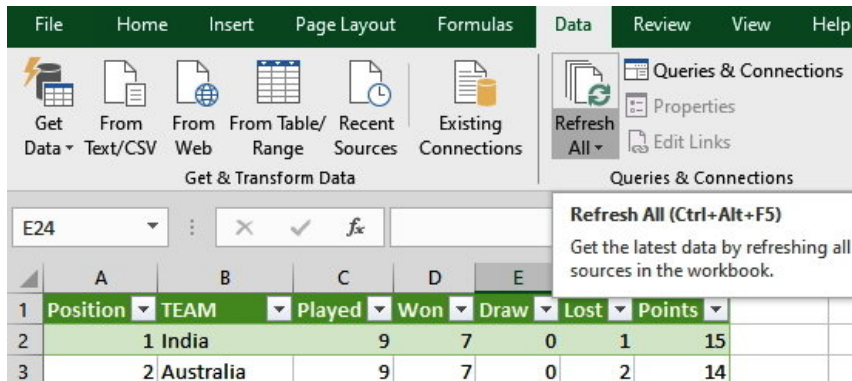 File Home Insert Page Layout Formulas Data Review View Help
Queries & Connections
Properties
Edit Links
Get From From From Table/ Recent Existing Refresh
Data Text/CSV Web Range Sources Connections All
Get & Transform Data Queries & Connections
E24 fx
Refresh All (Ctrl+Alt+F5)
Get the latest data by refreshing all
sources in the workbook.
A B C D E
1 Position TEAM Played Won Draw Lost Points
2 1 India 9 7 0 1 15
3 2 Australia 9 7 0 2 14